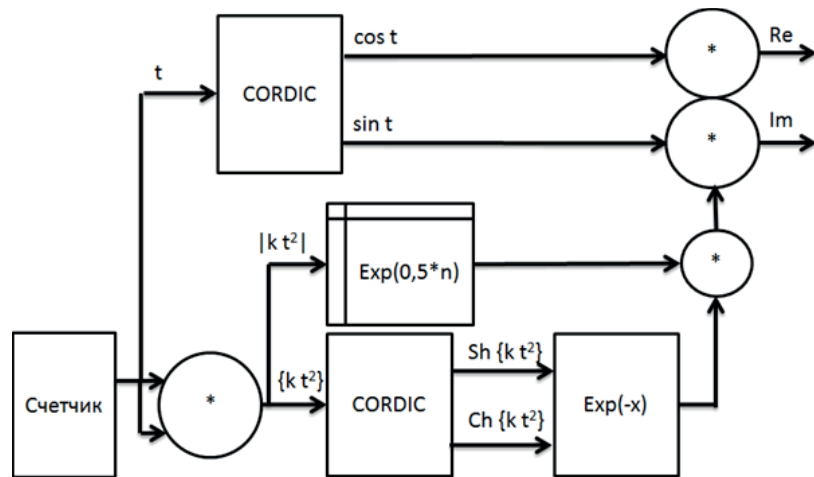 cos t
Re
*
t
CORDIC
sin t
Im
*
|k t²|
Exp(0,5*n)
*
Счетчик
*
{k t²}
CORDIC
Sh {k t²}
Ch {k t²}
Exp(-x)